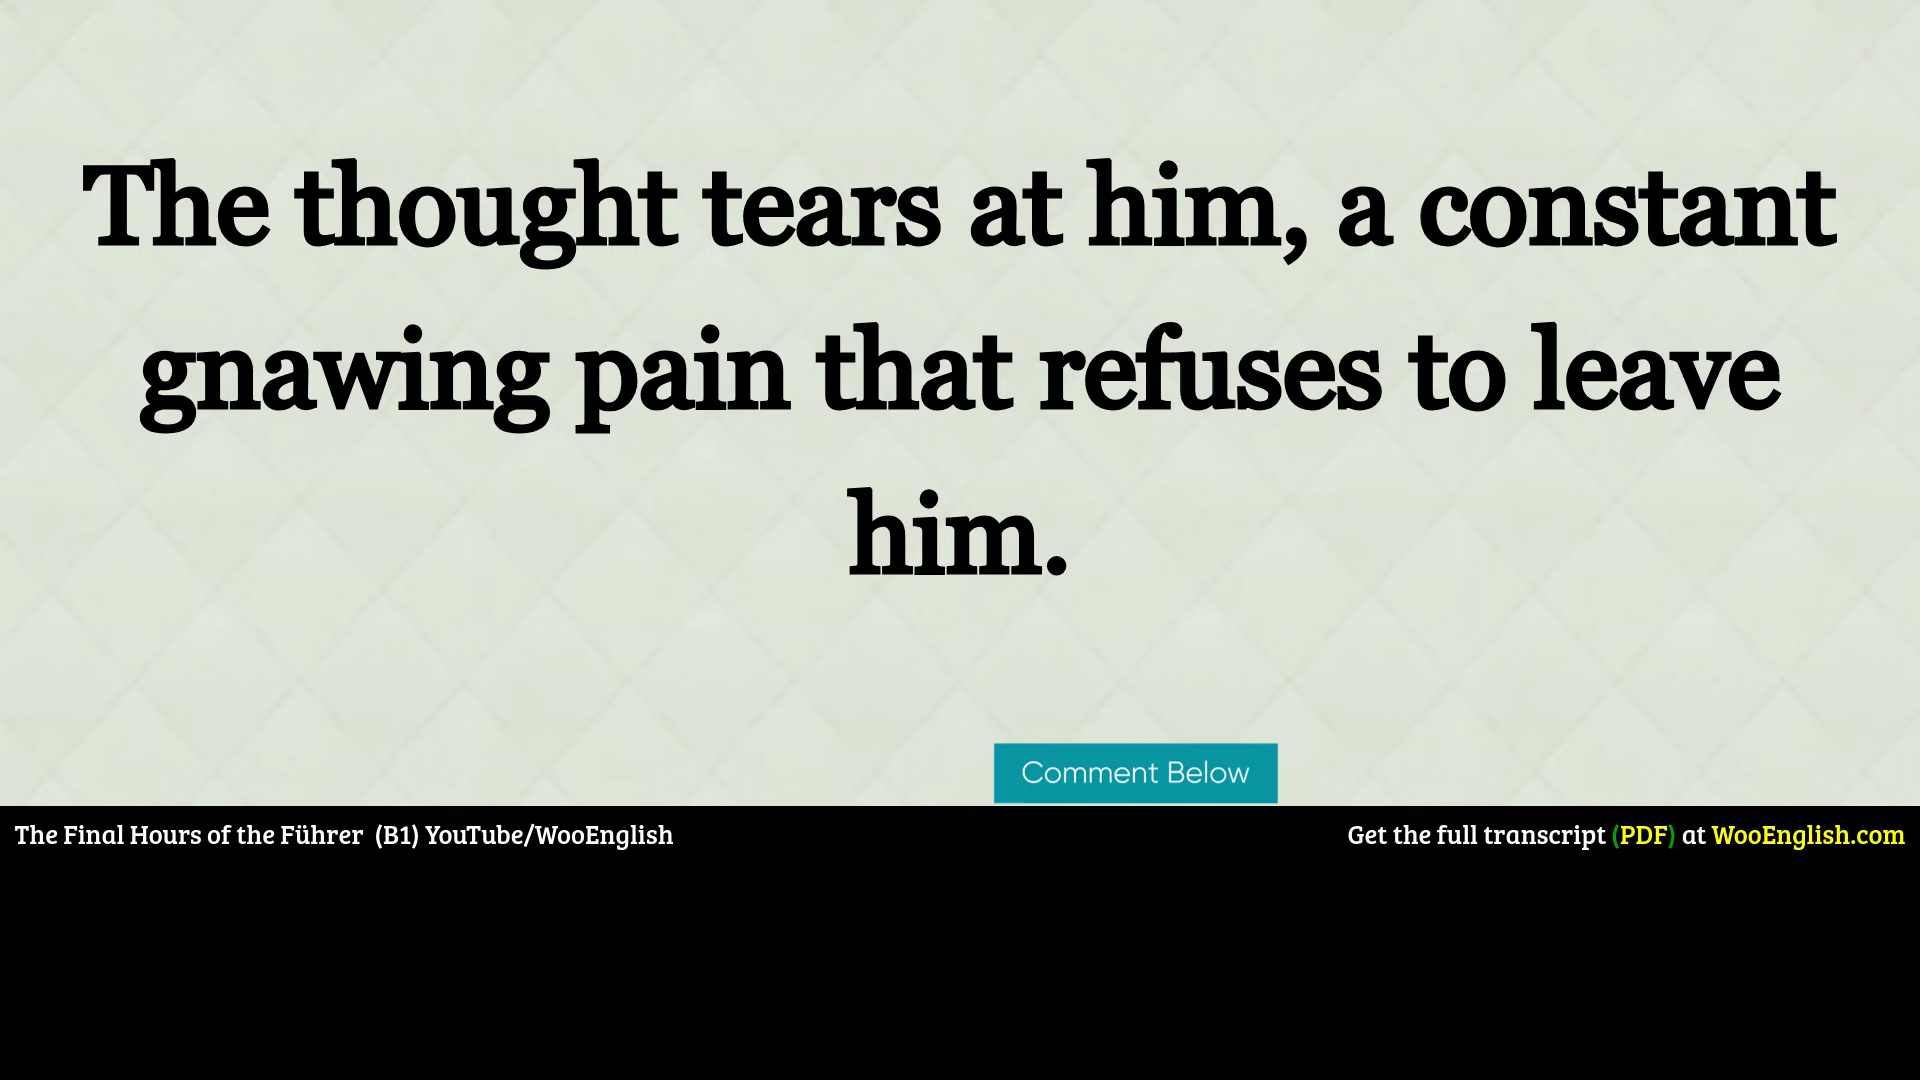 The thought tears at him, a constant
gnawing pain that refuses to leave
him.
Comment Below
The Final Hours of the Führer (B1) YouTube/WooEnglish
Get the full transcript (PDF) at WooEnglish.com